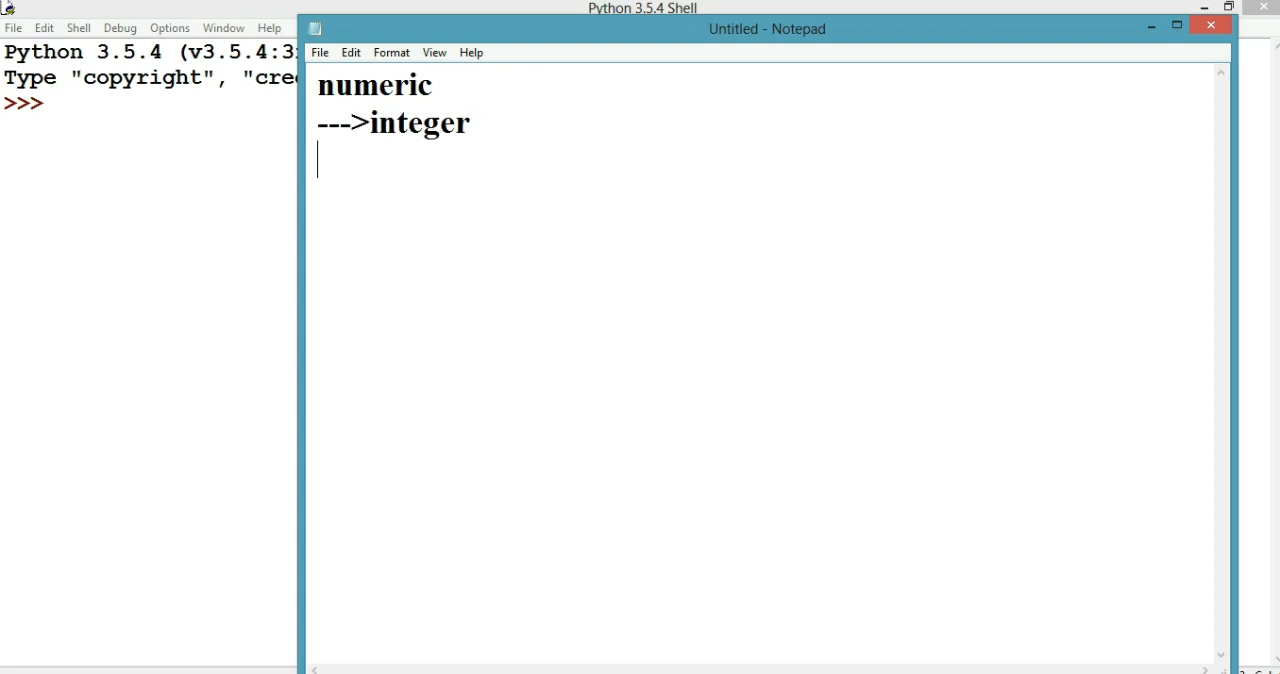 Python 3.5.4 Shell
File Edit Shell Debug Options Window Help
Python 3.5.4 (v3.5.4:3
Type "copyright", "cre
>>>
Untitled - Notepad
File Edit Format View Help
numeric
--->integer